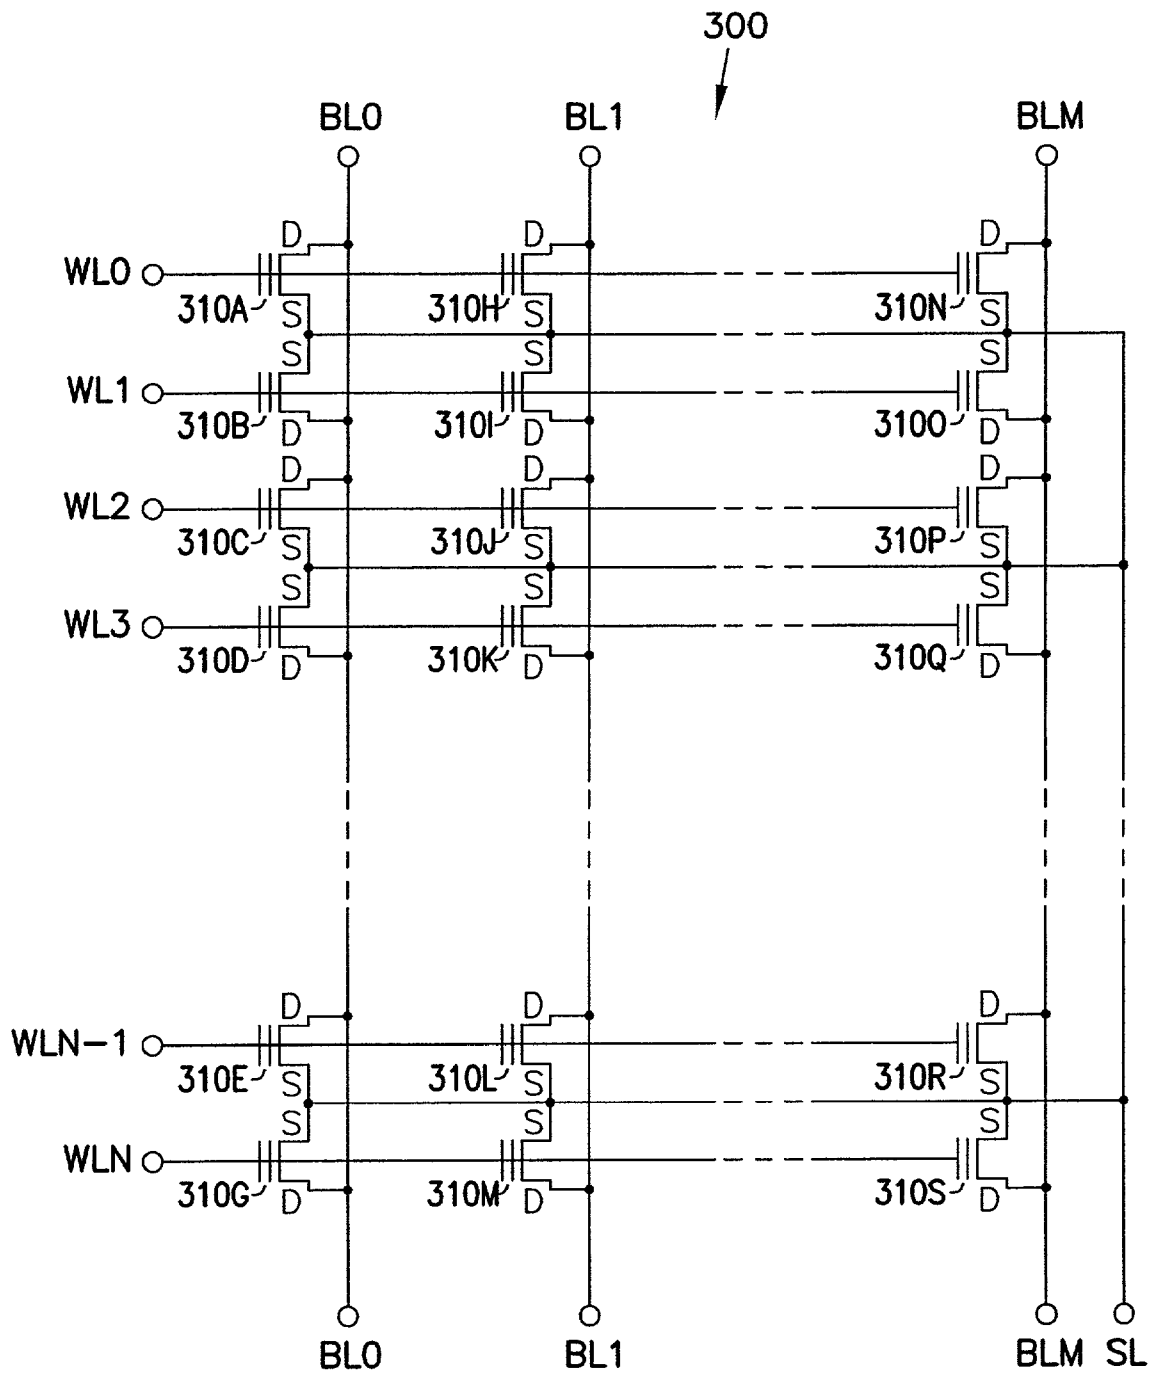 300
BL0 BL1 BLM
D D D
WL0
310A 310H 310N
S S S
S S S
WL1
310B 310I 310O
D D D
D D D
WL2
310C 310J 310P
S S S
S S S
WL3
310D 310K 310Q
D D D
D D D
WLN-1
310E 310L 310R
S S S
S S S
WLN
310G 310M 310S
D D D
BL0 BL1 BLM SL